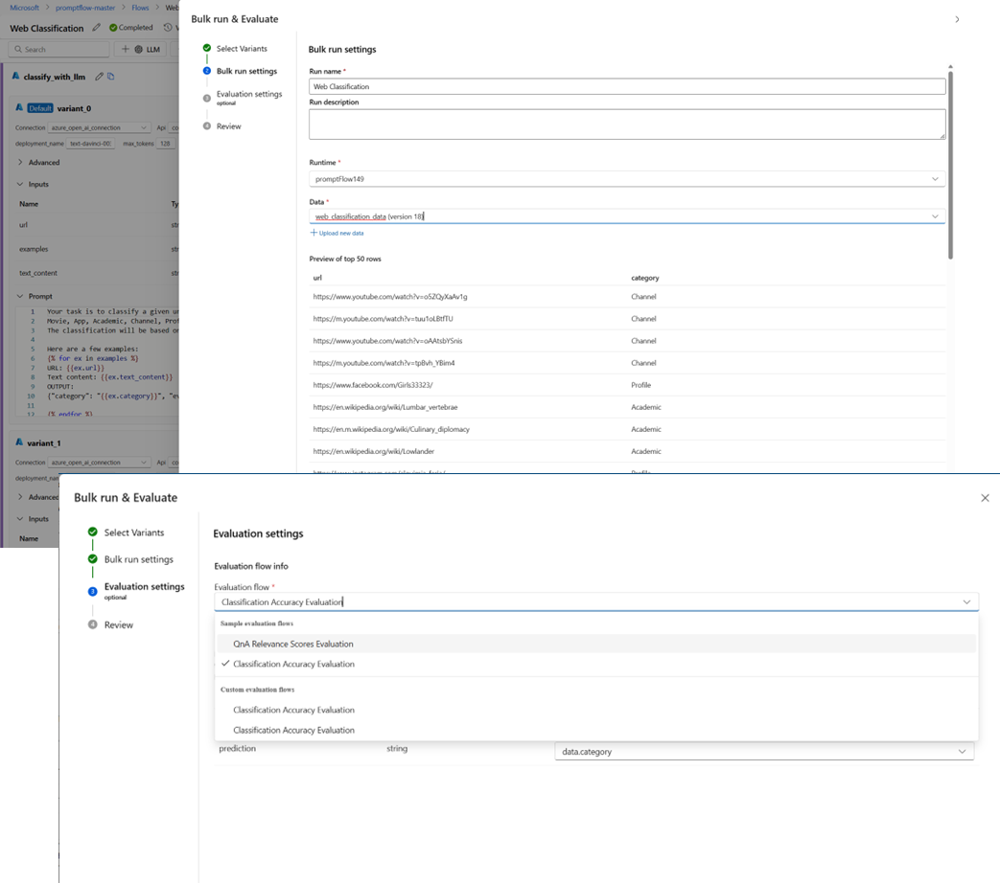 Microsoft > promptflow-master > Flows > Web
Web Classification Completed
Search + LLM
classify_with_llm
Default variant_0
Connection azure_open_ai_connection Api co
deployment_name text-davinci-00 max_tokens 128
Advanced
Inputs
Name Ty
url str
examples str
text_content str
Prompt
1 Your task is to classify a given ur
2 Movie, App, Academic, Channel, Prof
3 The classification will be based on
4
5 Here are a few examples:
6 {% for ex in examples %}
7 URL: {{ex.url}}
8 Text content: {{ex.text_content}}
9 OUTPUT:
10 {"category": "{{ex.category}}", "ev
11
12 {% endfor %}
variant_1
Connection azure_open_ai_connection Api co
deployment_nam
Advanced
Inputs
Name
Bulk run & Evaluate
Select Variants
2 Bulk run settings
3 Evaluation settings
optional
4 Review
Bulk run settings
Run name *
Web Classification
Run description
Runtime *
promptFlow149
Data *
web_classification_data (version 18)
+ Upload new data
Preview of top 50 rows
url category
https://www.youtube.com/watch?v=o5ZQyXaAv1g Channel
https://m.youtube.com/watch?v=tuu1oLBtfTU Channel
https://www.youtube.com/watch?v=oAAtsbYSnis Channel
https://m.youtube.com/watch?v=tpBvh_YBim4 Channel
https://www.facebook.com/Girls33323/ Profile
https://en.wikipedia.org/wiki/Lumbar_vertebrae Academic
https://en.m.wikipedia.org/wiki/Culinary_diplomacy Academic
https://en.wikipedia.org/wiki/Lowlander Academic
Bulk run & Evaluate
Select Variants
Bulk run settings
3 Evaluation settings
optional
4 Review
Evaluation settings
Evaluation flow info
Evaluation flow *
Classification Accuracy Evaluation
Sample evaluation flows
QnA Relevance Scores Evaluation
Classification Accuracy Evaluation
Custom evaluation flows
Classification Accuracy Evaluation
Classification Accuracy Evaluation
prediction string data.category